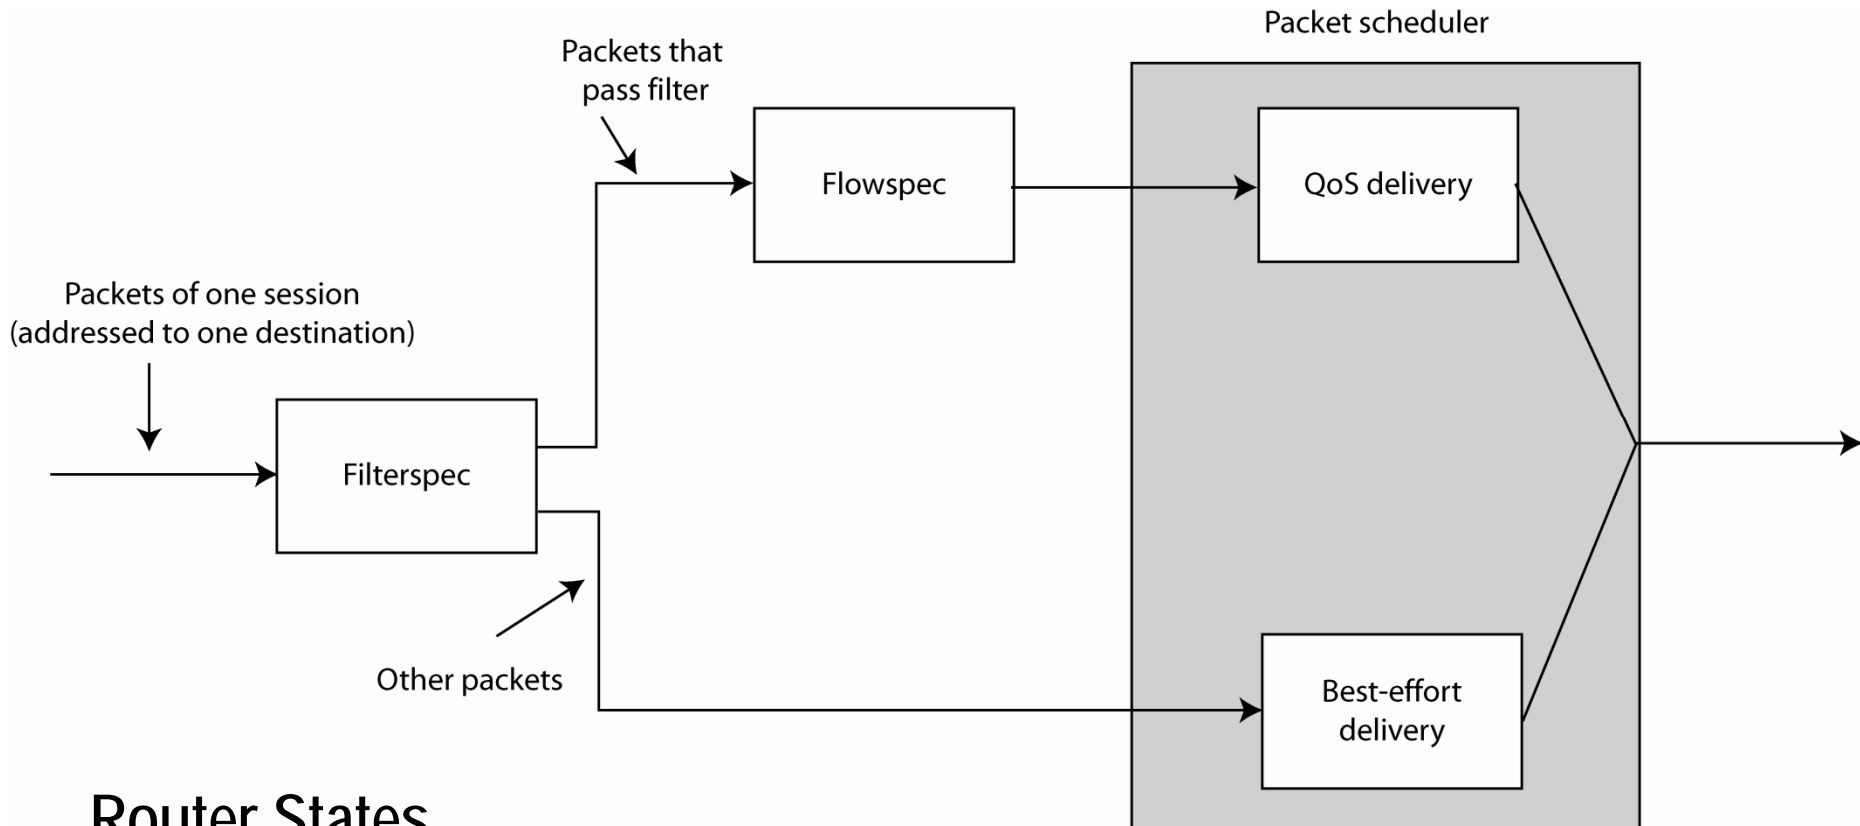 Packet scheduler
Packets that
pass filter
Flowspec
QoS delivery
Packets of one session
(addressed to one destination)
Filterspec
Other packets
Best-effort
delivery
Router States